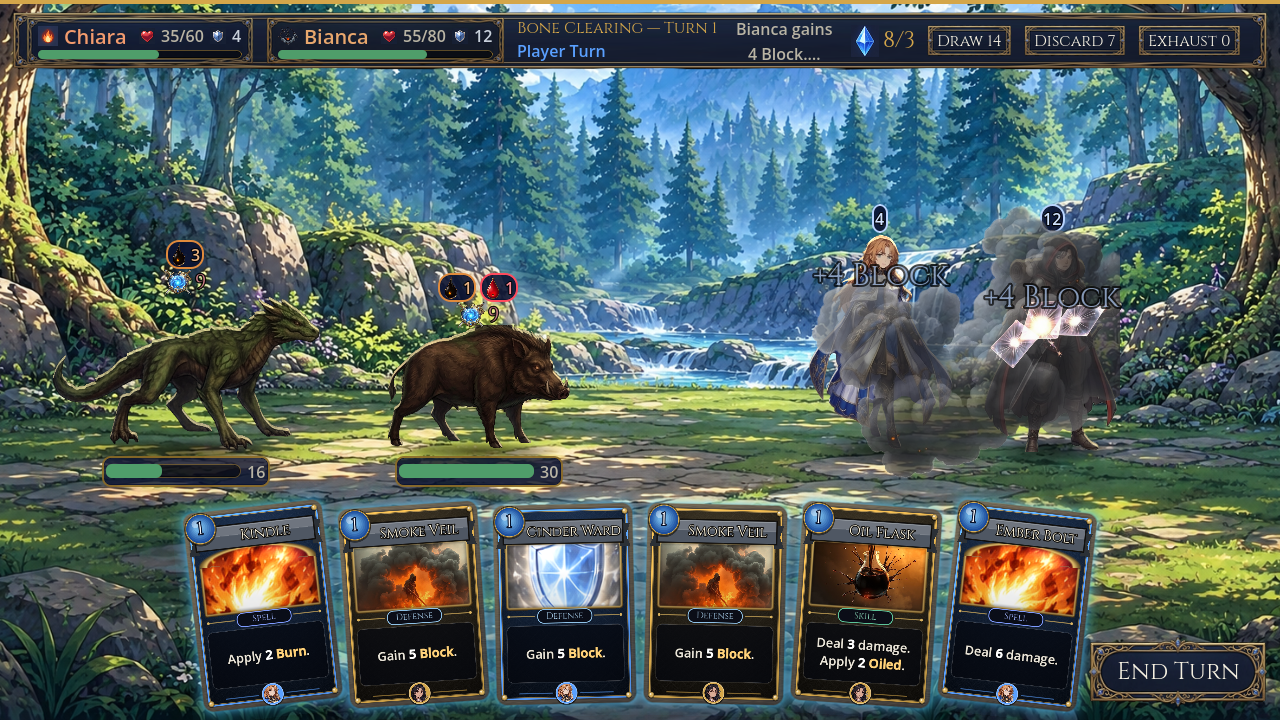 Chiara 35/60 4
Bianca 55/80 12
Bone Clearing — Turn 1
Player Turn
Bianca gains
4 Block....
8/3
Draw 14
Discard 7
Exhaust 0
4
12
3
9
1
1
9
+4 Block
+4 Block
16
30
1
Kindle
Spell
Apply 2 Burn.
1
Smoke Veil
Defense
Gain 5 Block.
1
Cinder Ward
Defense
Gain 5 Block.
1
Smoke Veil
Defense
Gain 5 Block.
1
Oil Flask
Skill
Deal 3 damage.
Apply 2 Oiled.
1
Ember Bolt
Spell
Deal 6 damage.
End Turn